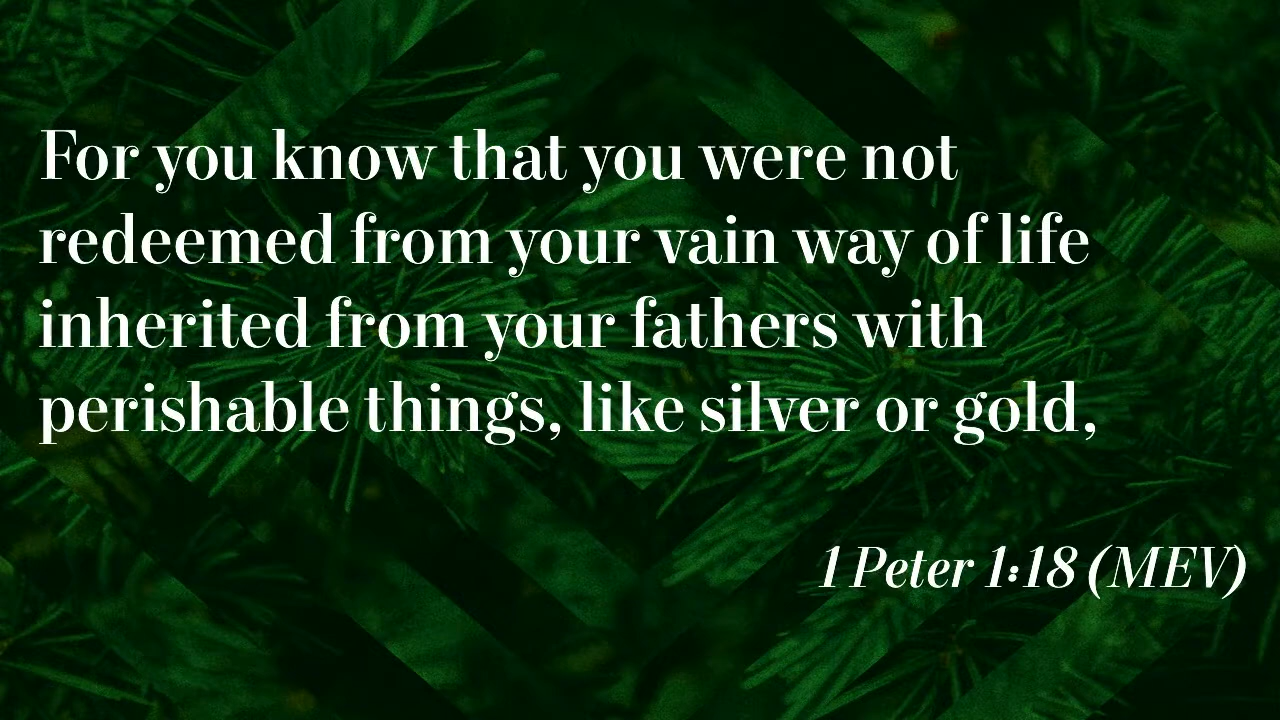 For you know that you were not
redeemed from your vain way of life
inherited from your fathers with
perishable things, like silver or gold,
1 Peter 1:18 (MEV)